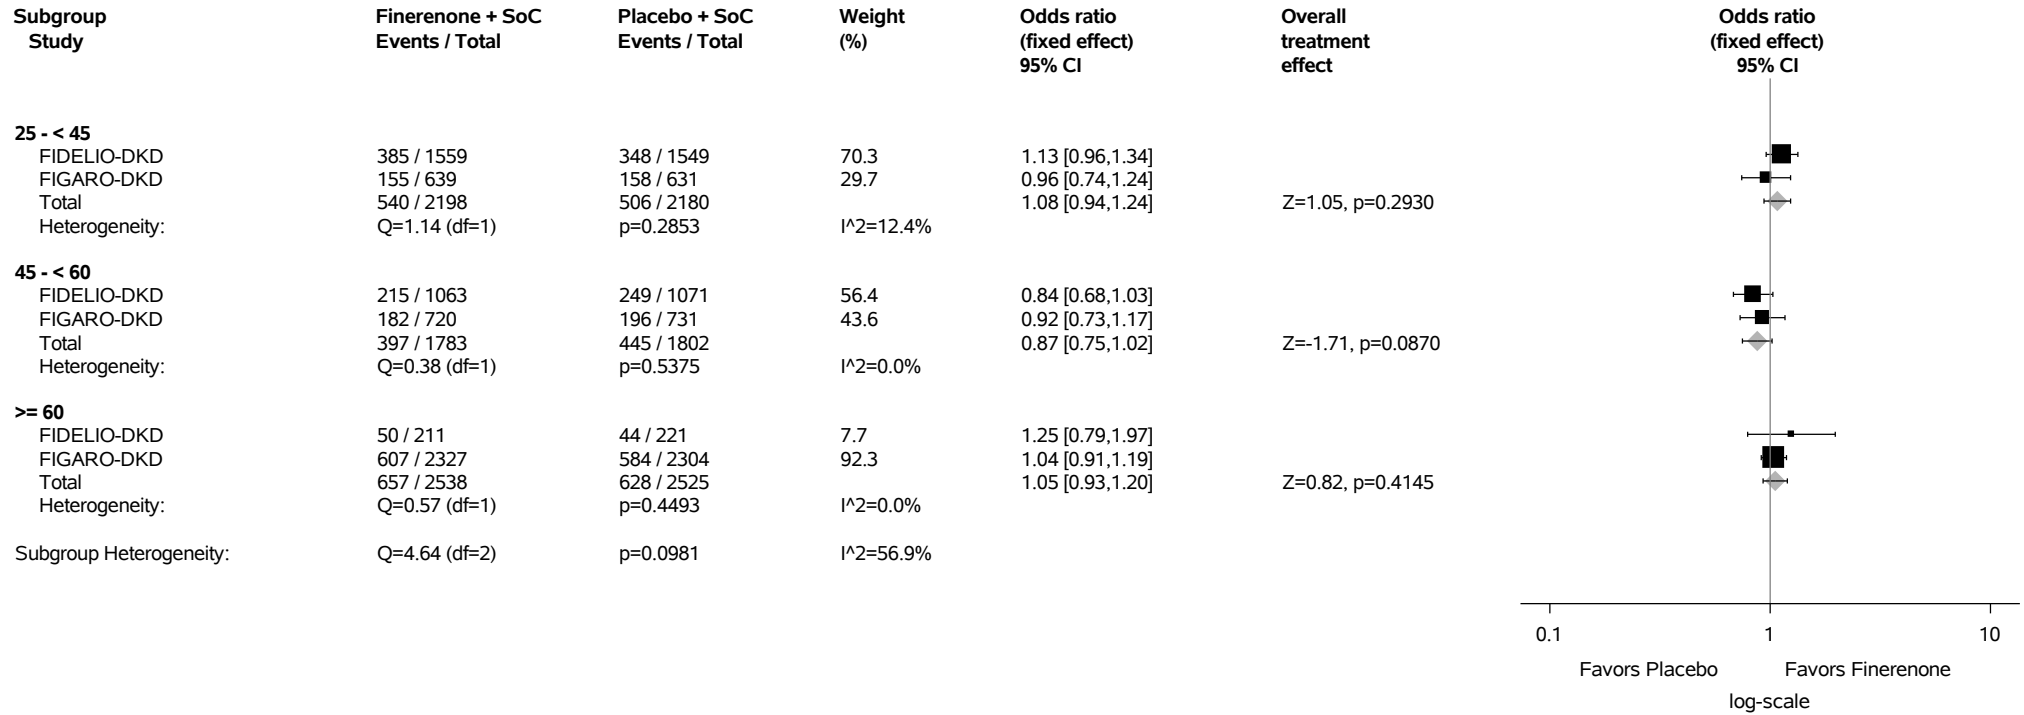 Subgroup Finerenone + SoC Placebo + SoC Weight Odds ratio Overall Odds ratio
Study Events / Total Events / Total (%) (fixed effect) treatment (fixed effect)
95% CI effect 95% CI
25 - < 45
FIDELIO-DKD 385 / 1559 348 / 1549 70.3 1.13 [0.96,1.34]
FIGARO-DKD 155 / 639 158 / 631 29.7 0.96 [0.74,1.24]
Total 540 / 2198 506 / 2180 1.08 [0.94,1.24] Z=1.05, p=0.2930
Heterogeneity: Q=1.14 (df=1) p=0.2853 I^2=12.4%
45 - < 60
FIDELIO-DKD 215 / 1063 249 / 1071 56.4 0.84 [0.68,1.03]
FIGARO-DKD 182 / 720 196 / 731 43.6 0.92 [0.73,1.17]
Total 397 / 1783 445 / 1802 0.87 [0.75,1.02] Z=-1.71, p=0.0870
Heterogeneity: Q=0.38 (df=1) p=0.5375 I^2=0.0%
>= 60
FIDELIO-DKD 50 / 211 44 / 221 7.7 1.25 [0.79,1.97]
FIGARO-DKD 607 / 2327 584 / 2304 92.3 1.04 [0.91,1.19]
Total 657 / 2538 628 / 2525 1.05 [0.93,1.20] Z=0.82, p=0.4145
Heterogeneity: Q=0.57 (df=1) p=0.4493 I^2=0.0%
Subgroup Heterogeneity: Q=4.64 (df=2) p=0.0981 I^2=56.9%
0.1 1 10
Favors Placebo Favors Finerenone
log-scale